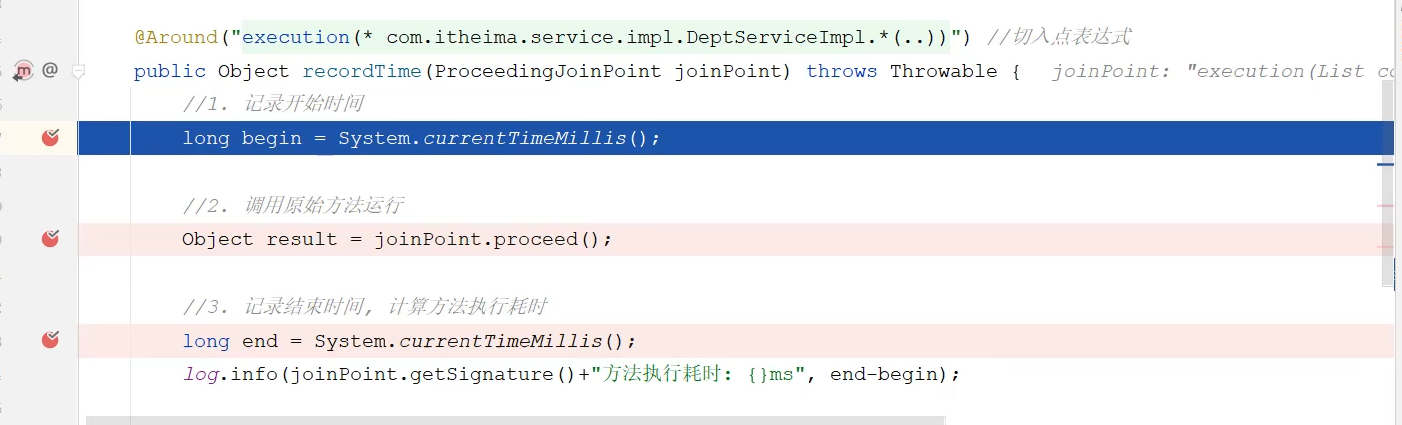 @Around("execution(* com.itheima.service.impl.DeptServiceImpl.*(..))") //切入点表达式
public Object recordTime(ProceedingJoinPoint joinPoint) throws Throwable { joinPoint: "execution(List co
//1. 记录开始时间
long begin = System.currentTimeMillis();
//2. 调用原始方法运行
Object result = joinPoint.proceed();
//3. 记录结束时间, 计算方法执行耗时
long end = System.currentTimeMillis();
log.info(joinPoint.getSignature()+"方法执行耗时: {}ms", end-begin);